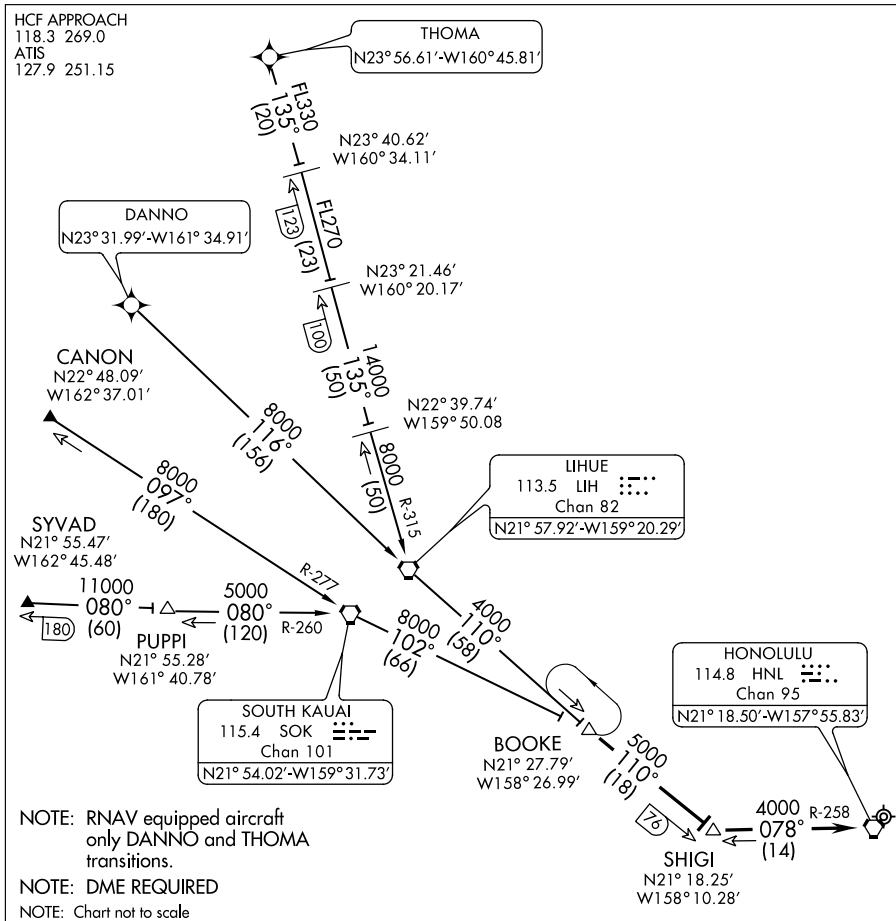 HCF APPROACH
118.3 269.0
ATIS
127.9 251.15
THOMA
N23° 56.61'-W160° 45.81'
FL330
135°
(20)
N23° 40.62'
W160° 34.11'
123
FL270
(23)
DANNO
N23° 31.99'-W161° 34.91'
N23° 21.46'
W160° 20.17'
100
14000
135°
(50)
CANON
N22° 48.09'
W162° 37.01'
8000
116°
(156)
N22° 39.74'
W159° 50.08
8000
(50)
R-315
LIHUE
113.5 LIH
Chan 82
N21° 57.92'-W159° 20.29'
8000
097°
(180)
R-277
SYVAD
N21° 55.47'
W162° 45.48'
11000
080°
(60)
180
PUPPI
N21° 55.28'
W161° 40.78'
5000
080°
(120)
R-260
8000
102°
(66)
4000
110°
(58)
SOUTH KAUAI
115.4 SOK
Chan 101
N21° 54.02'-W159° 31.73'
HONOLULU
114.8 HNL
Chan 95
N21° 18.50'-W157° 55.83'
BOOKE
N21° 27.79'
W158° 26.99'
5000
110°
(18)
76
SHIGI
N21° 18.25'
W158° 10.28'
4000
078°
(14)
R-258
NOTE: RNAV equipped aircraft
only DANNO and THOMA
transitions.
NOTE: DME REQUIRED
NOTE: Chart not to scale